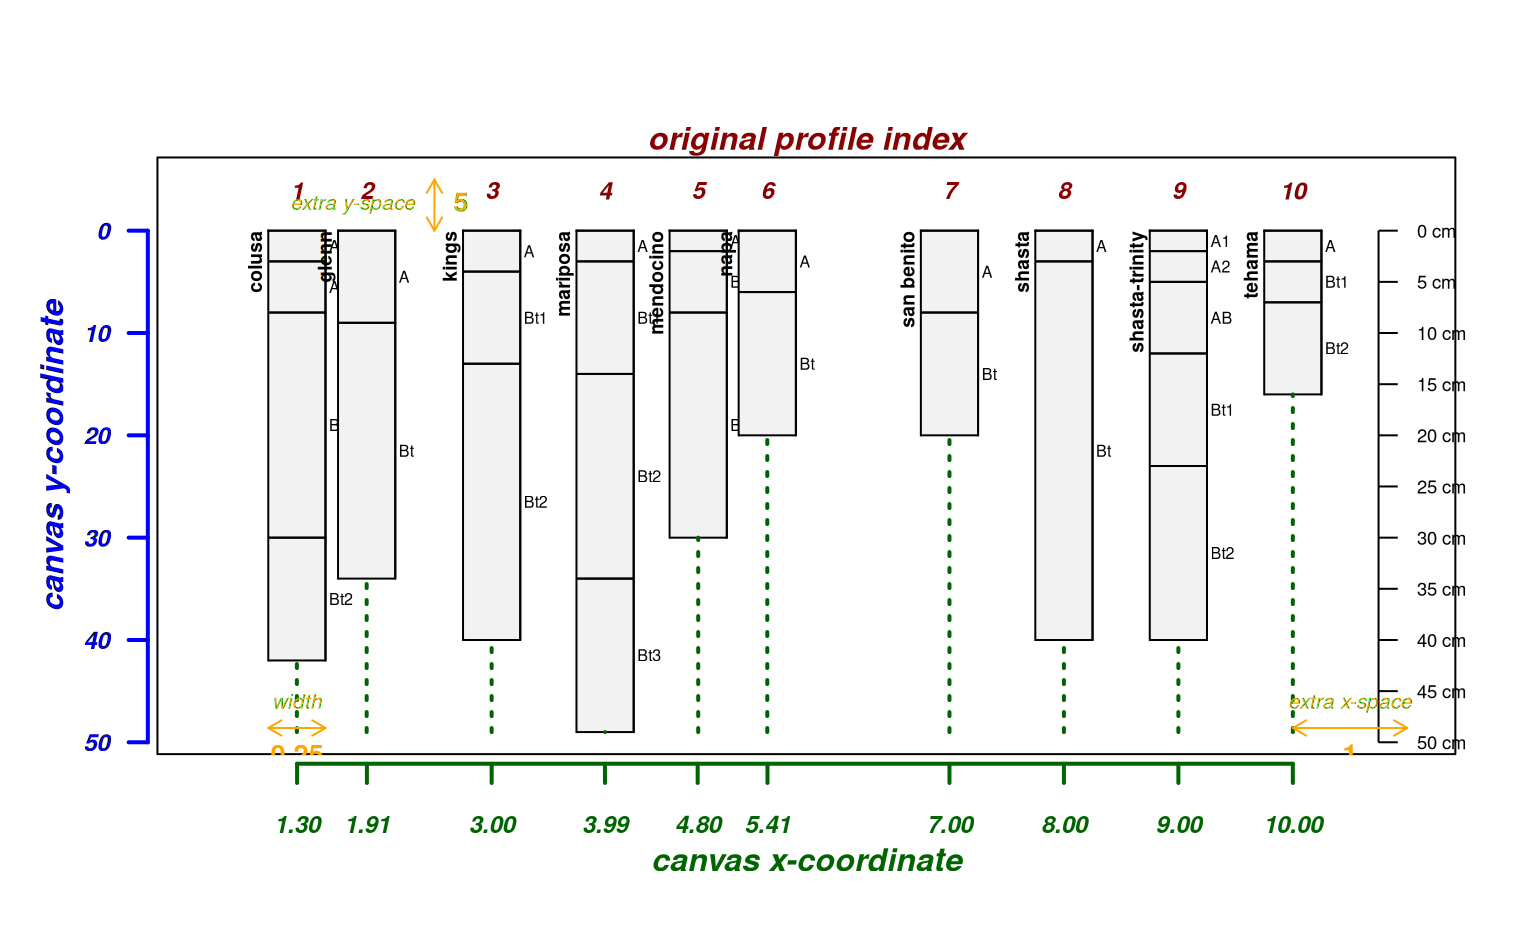 original profile index
1 2 3 4 5 6 7 8 9 10
extra y-space 5
canvas y-coordinate
0
10
20
30
40
50
colusa
A
Bt2
glenn
A
Bt
kings
A
Bt1
Bt2
mariposa
A
Bt2
Bt3
mendocino
napa
A
Bt
san benito
A
Bt
shasta
A
Bt
shasta-trinity
A1
A2
AB
Bt1
Bt2
tehama
A
Bt1
Bt2
0 cm
5 cm
10 cm
15 cm
20 cm
25 cm
30 cm
35 cm
40 cm
45 cm
50 cm
width
0.25
extra x-space
1
1.30 1.91 3.00 3.99 4.80 5.41 7.00 8.00 9.00 10.00
canvas x-coordinate